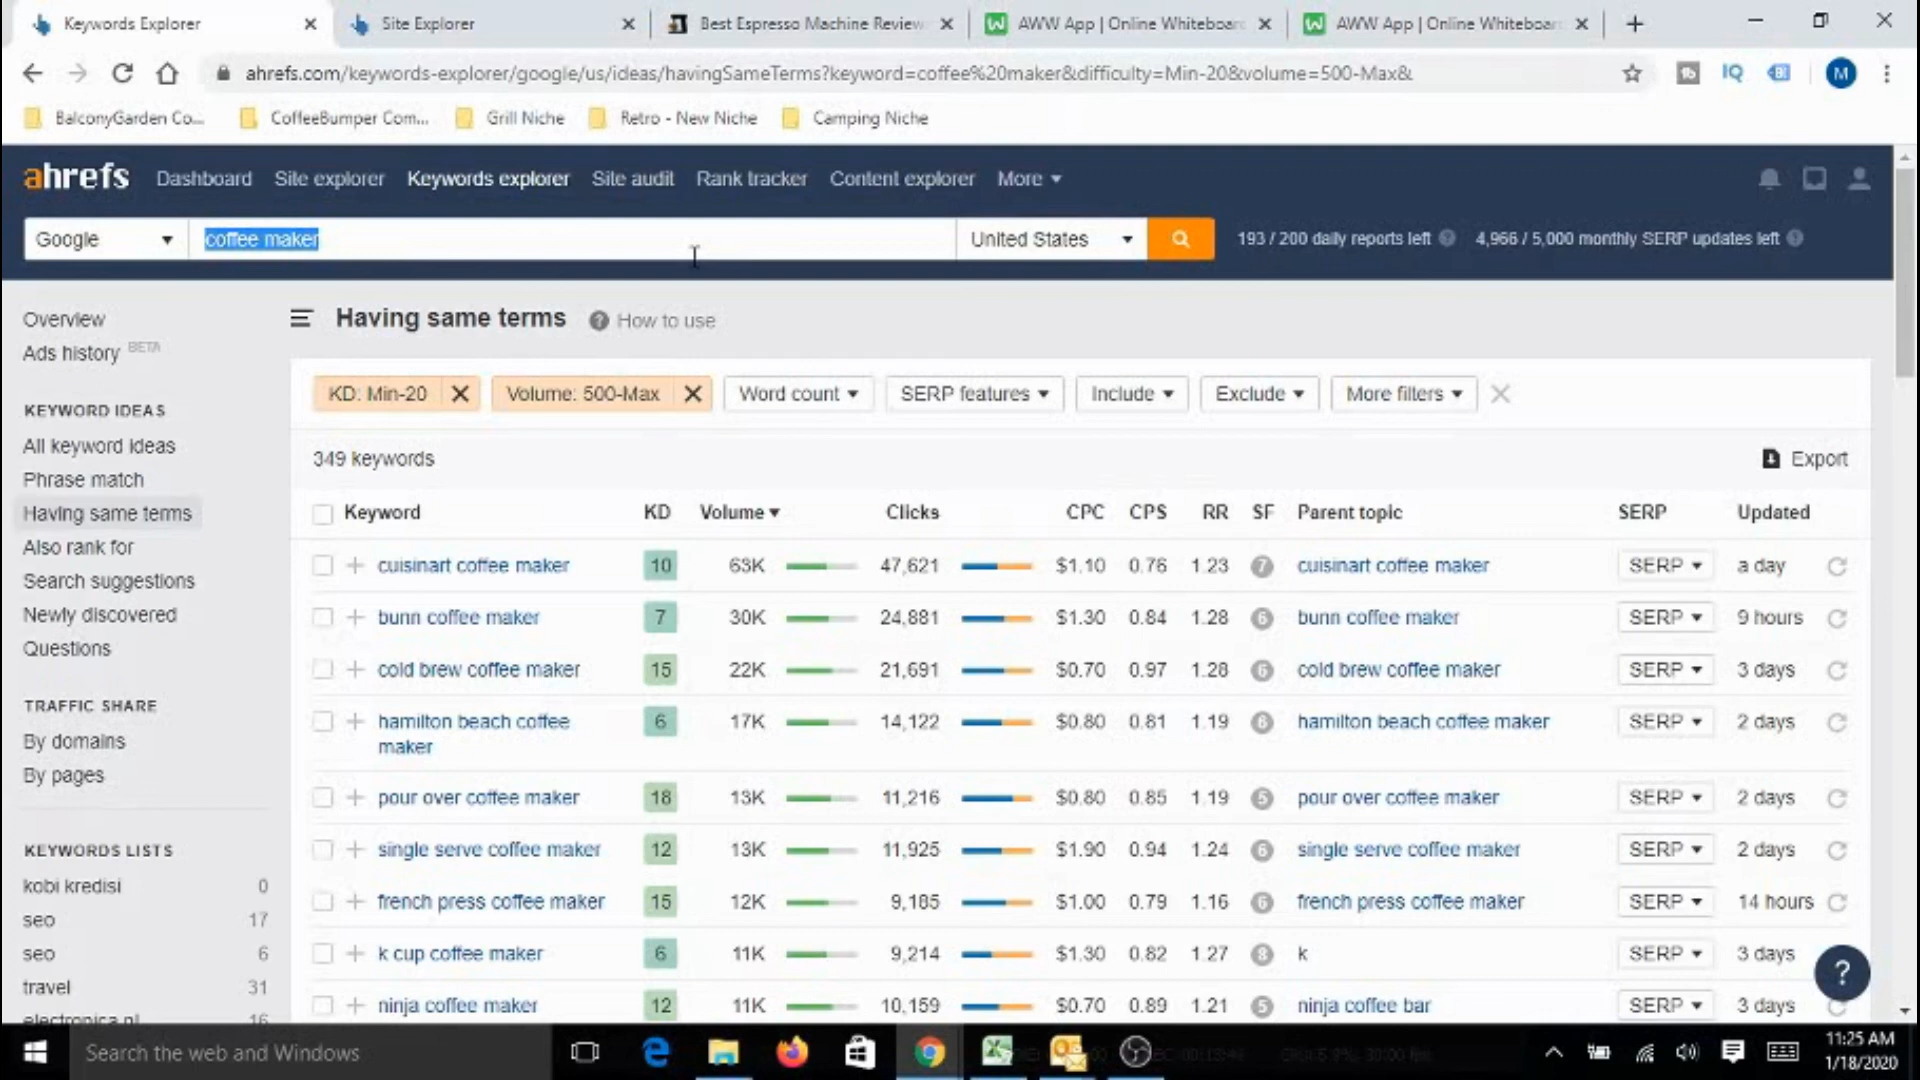 Keywords Explorer
Site Explorer
Best Espresso Machine Review
AWW App | Online Whiteboar
AWW App | Online Whiteboar
ahrefs.com/keywords-explorer/google/us/ideas/havingSameTerms?keyword=coffee%20maker&difficulty=Min-20&volume=500-Max&
IQ
M
BalconyGarden Co...
CoffeeBumper Com...
Grill Niche
Retro - New Niche
Camping Niche
ahrefs Dashboard Site explorer Keywords explorer Site audit Rank tracker Content explorer More
Google coffee maker United States 193 / 200 daily reports left 4,966 / 5,000 monthly SERP updates left
Overview
Ads history BETA
KEYWORD IDEAS
All keyword ideas
Phrase match
Having same terms
Also rank for
Search suggestions
Newly discovered
Questions
TRAFFIC SHARE
By domains
By pages
KEYWORDS LISTS
kobi kredisi 0
seo 17
seo 6
travel 31
electronica.nl 16
Having same terms ? How to use
KD: Min-20 Volume: 500-Max Word count SERP features Include Exclude More filters
349 keywords Export
Keyword KD Volume Clicks CPC CPS RR SF Parent topic SERP Updated
cuisinart coffee maker 10 63K 47,621 $1.10 0.76 1.23 7 cuisinart coffee maker SERP a day
bunn coffee maker 7 30K 24,881 $1.30 0.84 1.28 6 bunn coffee maker SERP 9 hours
cold brew coffee maker 15 22K 21,691 $0.70 0.97 1.28 6 cold brew coffee maker SERP 3 days
hamilton beach coffee maker 6 17K 14,122 $0.80 0.81 1.19 6 hamilton beach coffee maker SERP 2 days
pour over coffee maker 18 13K 11,216 $0.80 0.85 1.19 5 pour over coffee maker SERP 2 days
single serve coffee maker 12 13K 11,925 $1.90 0.94 1.24 6 single serve coffee maker SERP 2 days
french press coffee maker 15 12K 9,185 $1.00 0.79 1.16 6 french press coffee maker SERP 14 hours
k cup coffee maker 6 11K 9,214 $1.30 0.82 1.27 8 k SERP 3 days
ninja coffee maker 12 11K 10,159 $0.70 0.89 1.21 5 ninja coffee bar SERP 3 days
?
Search the web and Windows
11:25 AM
1/18/2020